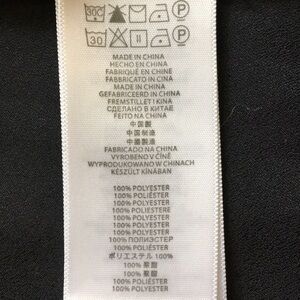 30C
30
MADE IN CHINA
HECHO EN CHINA
FABRIQUÉ EN CHINE
FABBRICATO IN CINA
MADE IN CHINA
GEFABRICEERD IN CHINA
FREMSTILLET I KINA
СДЕЛАНО В КИТАЕ
FEITO NA CHINA
中国製
中国制造
中國製造
FABRICADO NA CHINA
VYROBENO V ČÍNĚ
WYPRODUKOWANO W CHINACH
KÉSZÜLT KÍNÁBAN
100% POLYESTER
100% POLIÉSTER
100% POLYESTER
100% POLIESTERE
100% POLYESTER
100% POLYESTER
100% POLYESTER
100% ПОЛИЭСТЕР
100% POLIÉSTER
ポリエステル 100%
100% 聚酯
100% 聚酯
100% POLIÉSTER
100% POLYESTER
100% POLIESTER